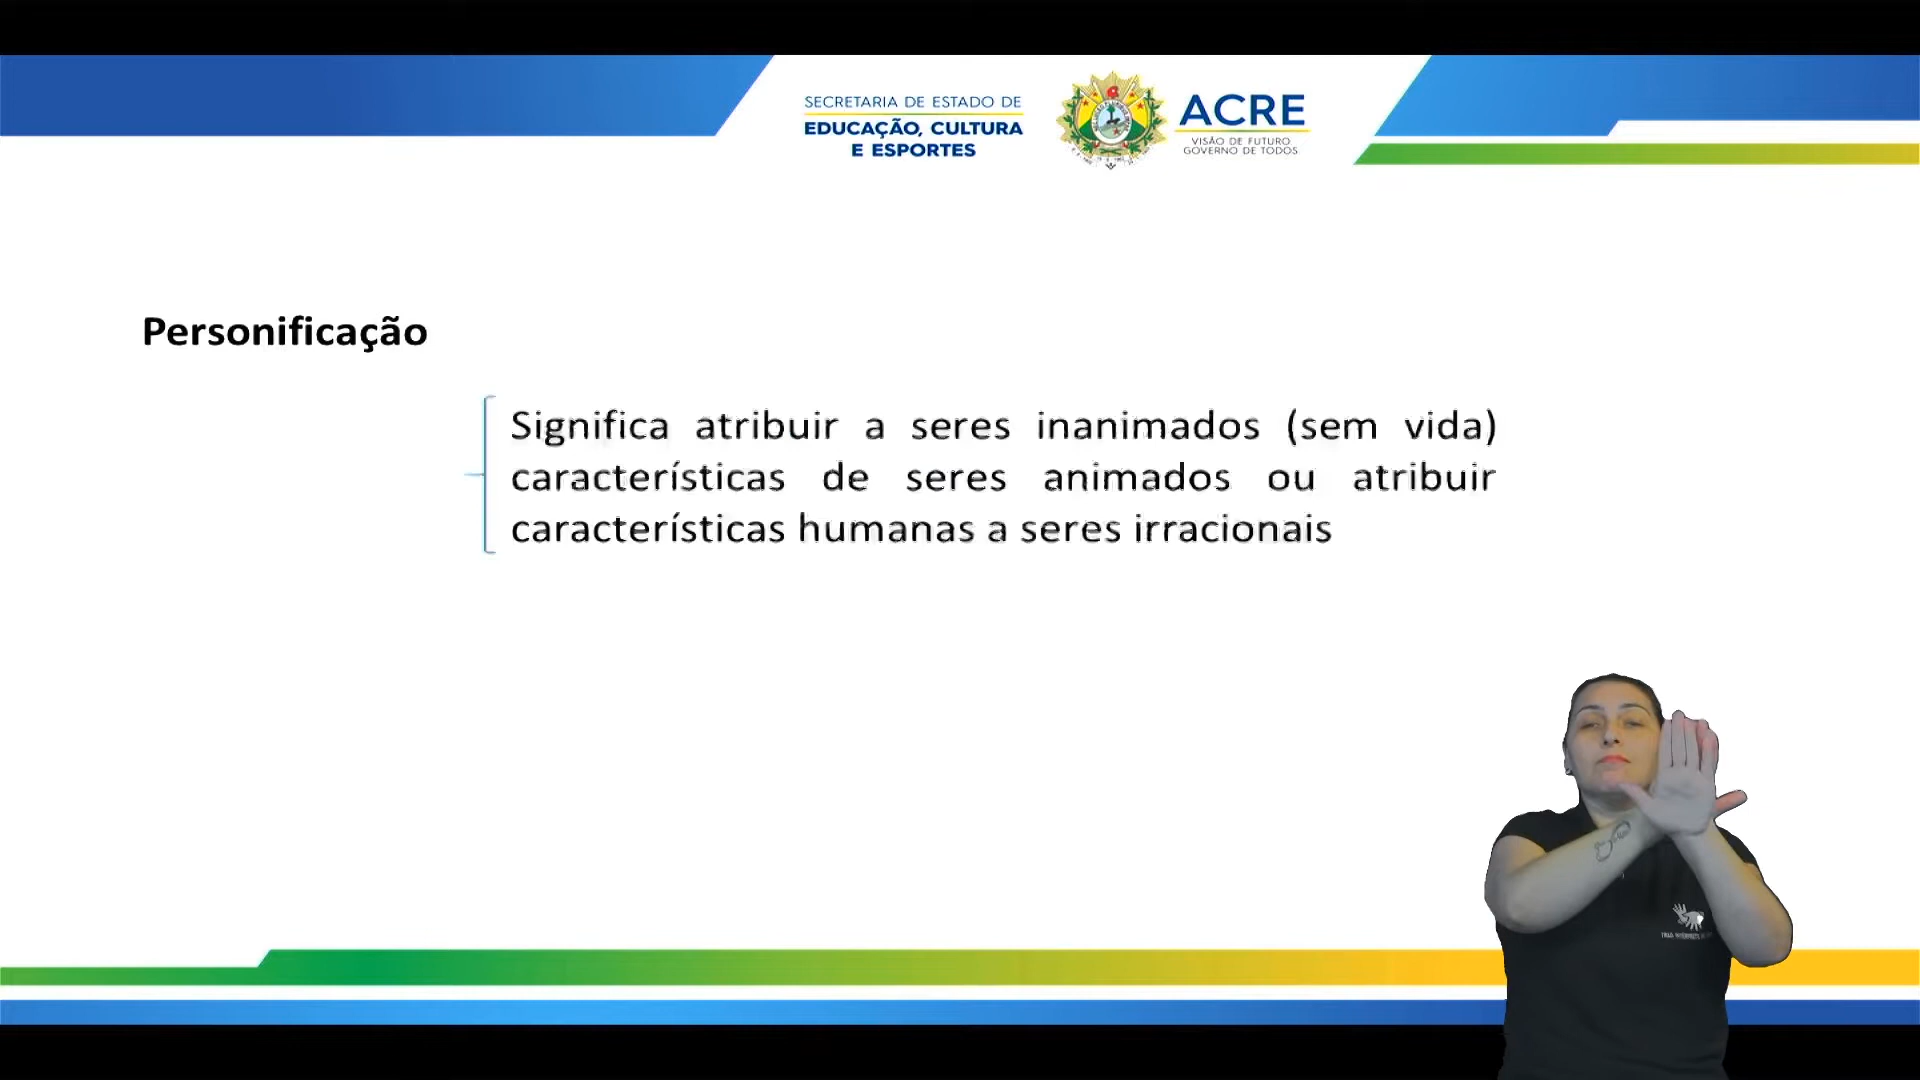 SECRETARIA DE ESTADO DE
EDUCAÇÃO, CULTURA
E ESPORTES
ACRE
VISÃO DE FUTURO
GOVERNO DE TODOS
Personificação
Significa atribuir a seres inanimados (sem vida)
características de seres animados ou atribuir
características humanas a seres irracionais